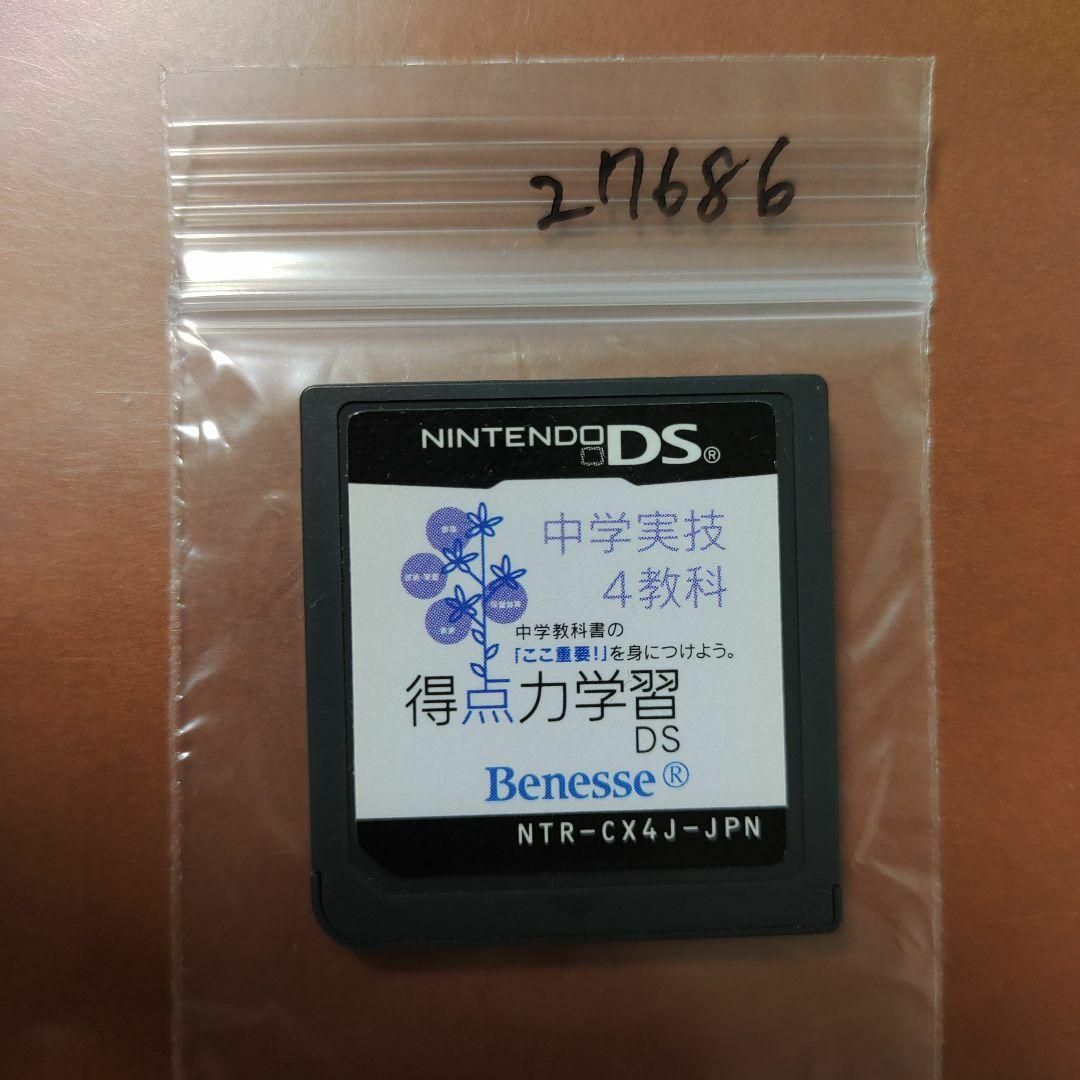 27686
NINTENDO DS®
中学実技
4教科
中学教科書の
「ここ重要!」を身につけよう。
得点力学習
DS
Benesse®
NTR-CX4J-JPN